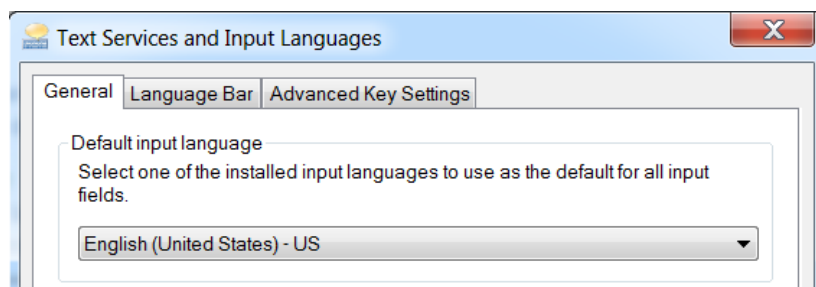 Text Services and Input Languages
General Language Bar Advanced Key Settings
Default input language
Select one of the installed input languages to use as the default for all input
fields.
English (United States) - US